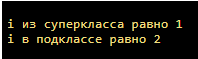 i из суперкласса равно 1
i в подклассе равно 2